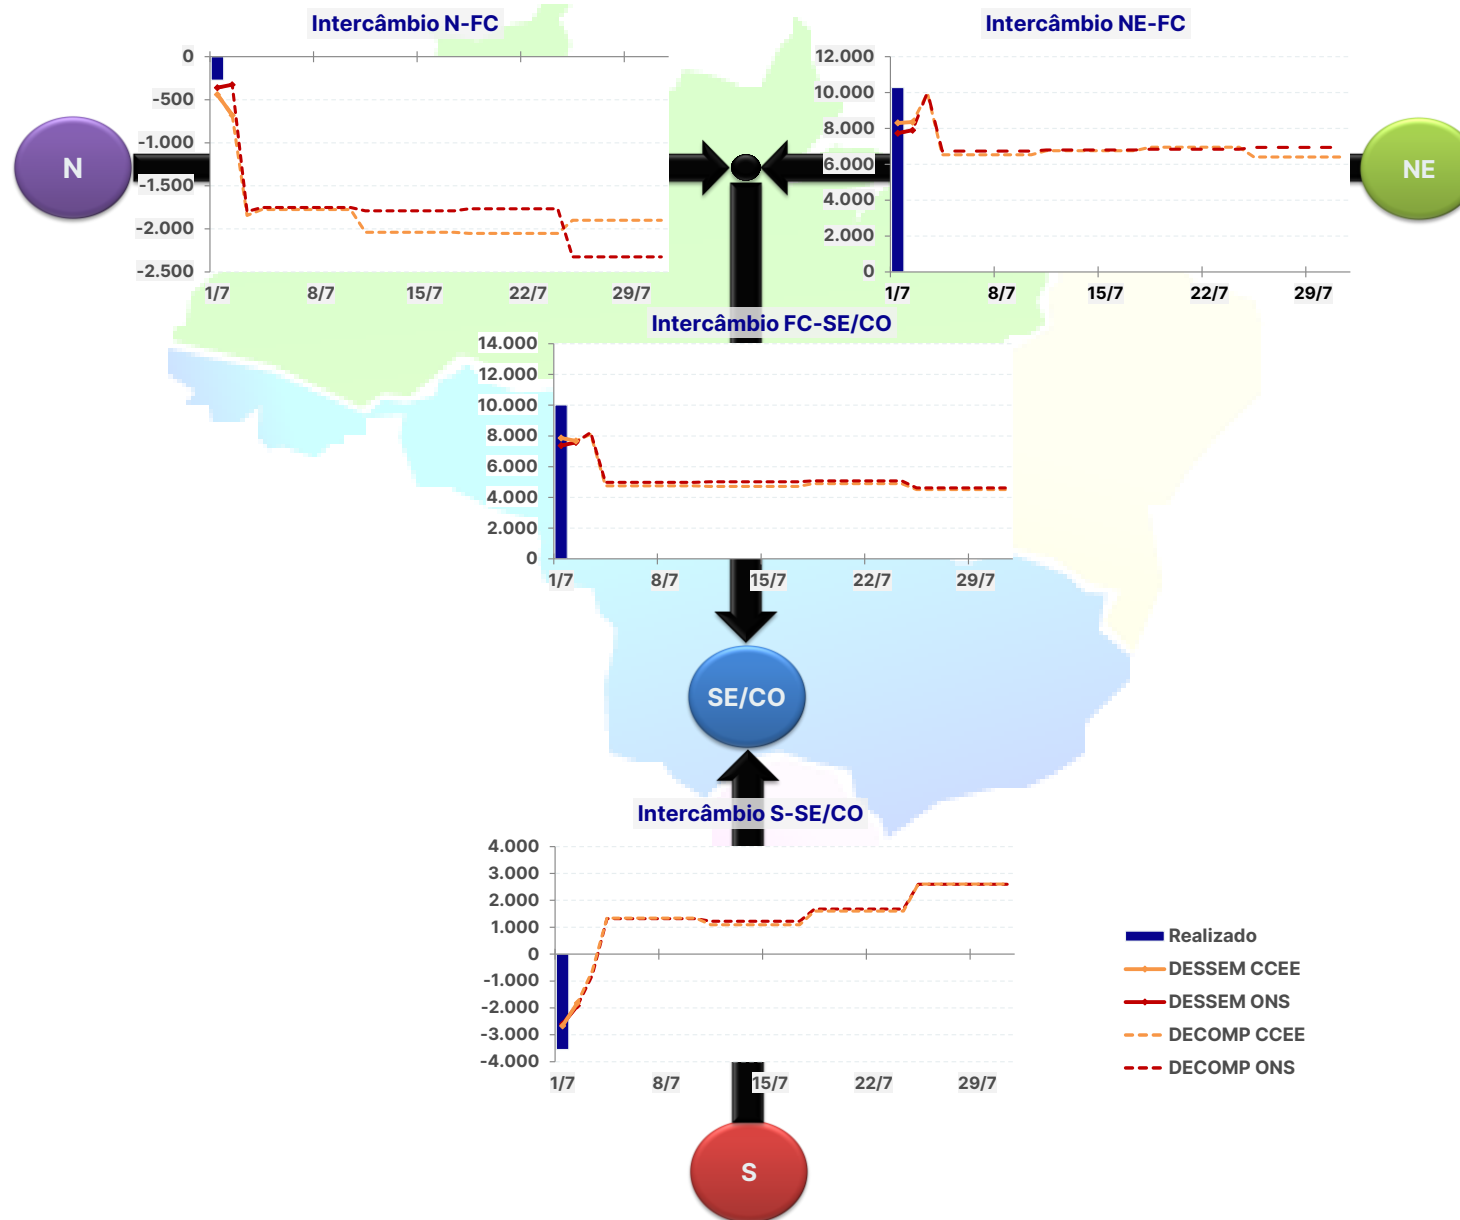 Intercâmbio N-FC
0
-500
-1.000
-1.500
-2.000
-2.500
1/7 8/7 15/7 22/7 29/7
Intercâmbio NE-FC
12.000
10.000
8.000
6.000
4.000
2.000
0
1/7 8/7 15/7 22/7 29/7
N
NE
Intercâmbio FC-SE/CO
14.000
12.000
10.000
8.000
6.000
4.000
2.000
0
1/7 8/7 15/7 22/7 29/7
SE/CO
Intercâmbio S-SE/CO
4.000
3.000
2.000
1.000
0
-1.000
-2.000
-3.000
-4.000
1/7 8/7 15/7 22/7 29/7
Realizado
DESSEM CCEE
DESSEM ONS
DECOMP CCEE
DECOMP ONS
S